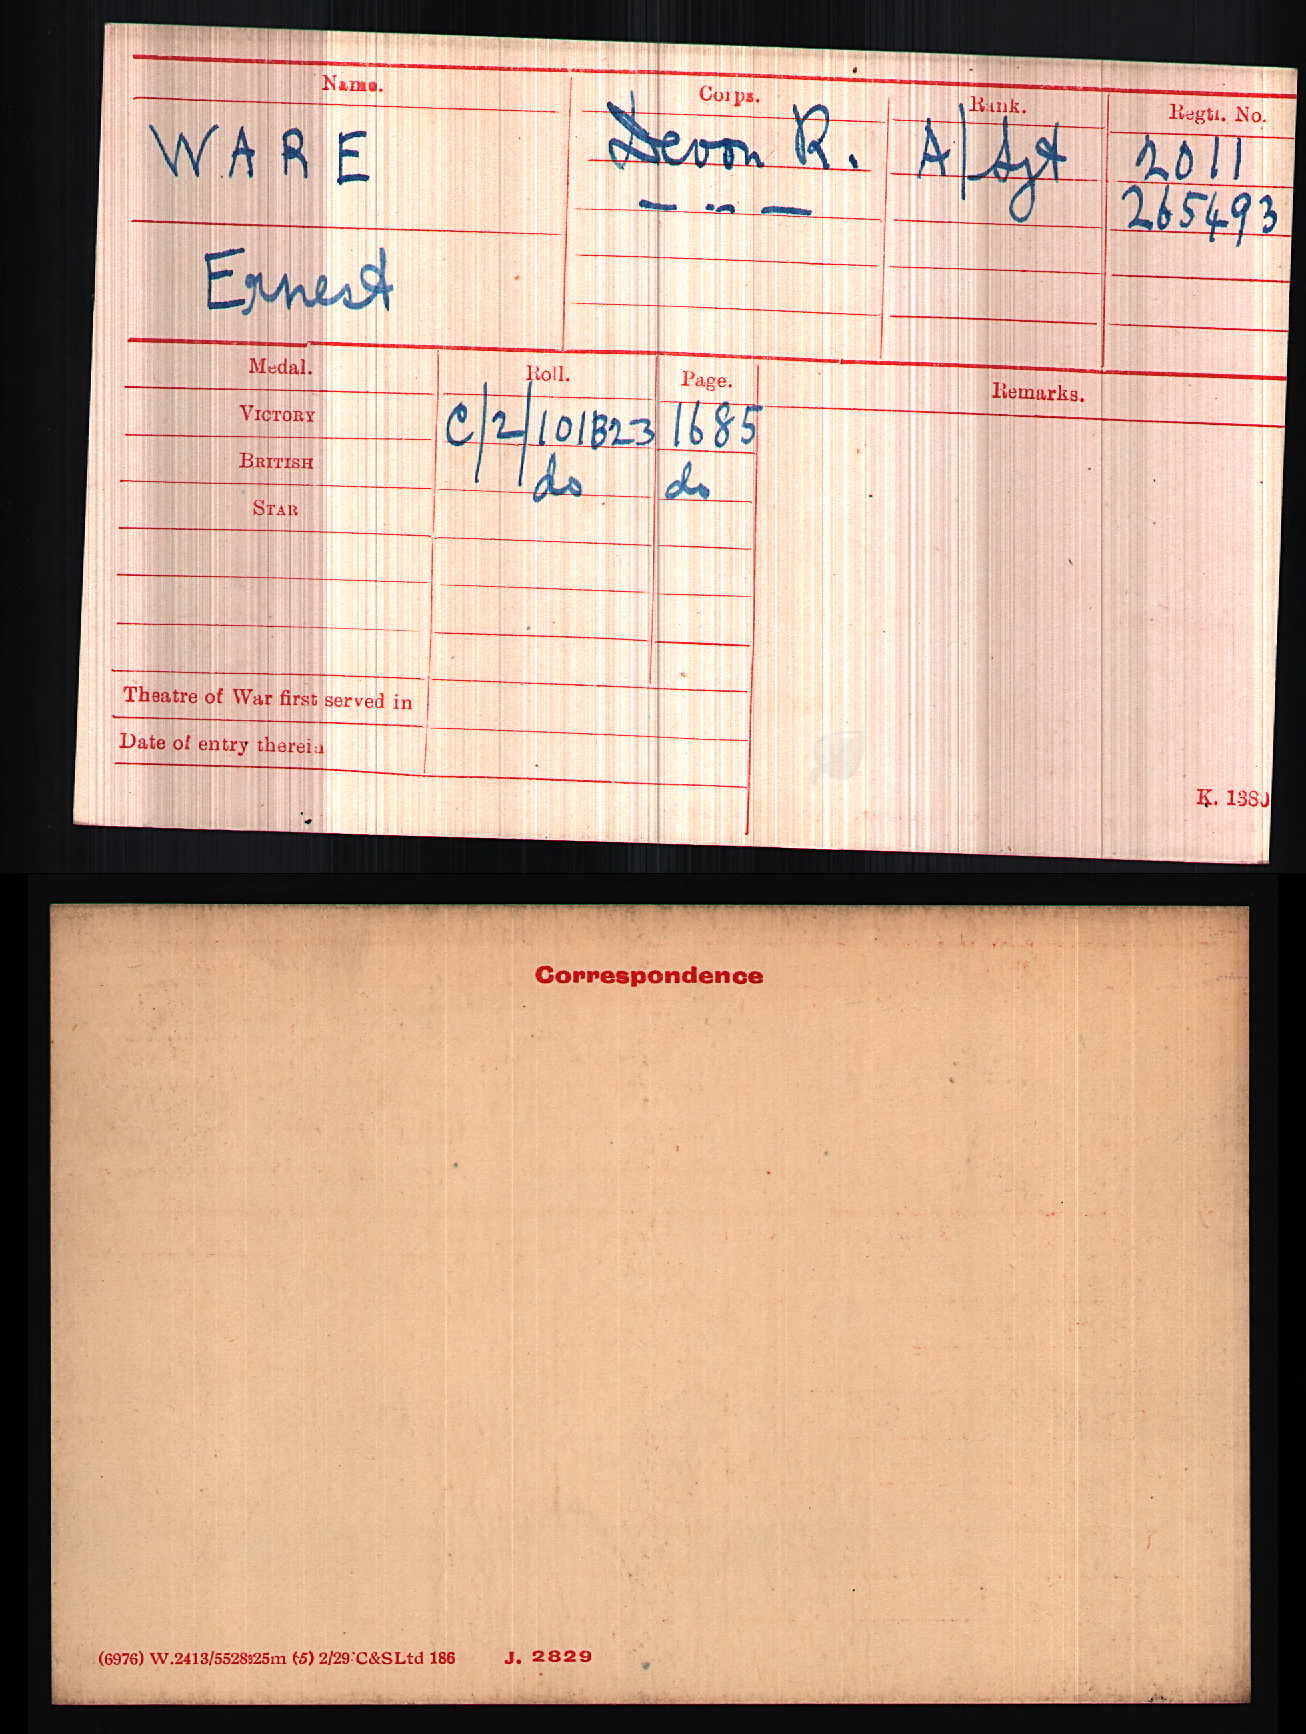 Name. Corps. Rank. Regtl. No.
WARE Devon R. A/Sjt 2011
— " — 265493
Ernest
Medal. Roll. Page. Remarks.
VICTORY C/2/101B23 1685
BRITISH do do
STAR
Theatre of War first served in
Date of entry therein
K. 1380
Correspondence
(6976) W.2413/5528 25m (5) 2/29 C&SLtd 186 J. 2829